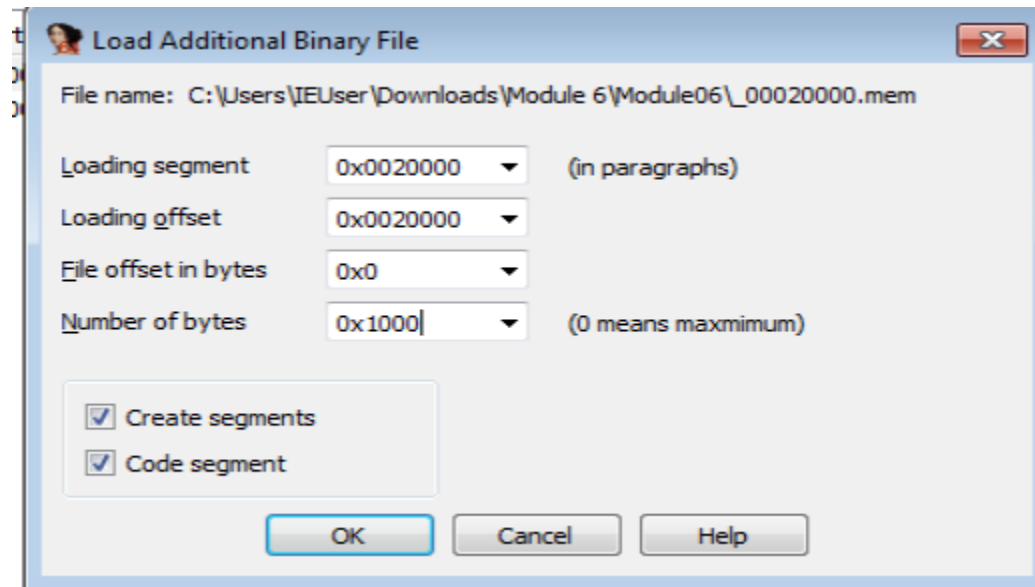 Load Additional Binary File
File name: C:\Users\IEUser\Downloads\Module 6\Module06\_00020000.mem
Loading segment 0x0020000 (in paragraphs)
Loading offset 0x0020000
File offset in bytes 0x0
Number of bytes 0x1000 (0 means maxmimum)
Create segments
Code segment
OK Cancel Help